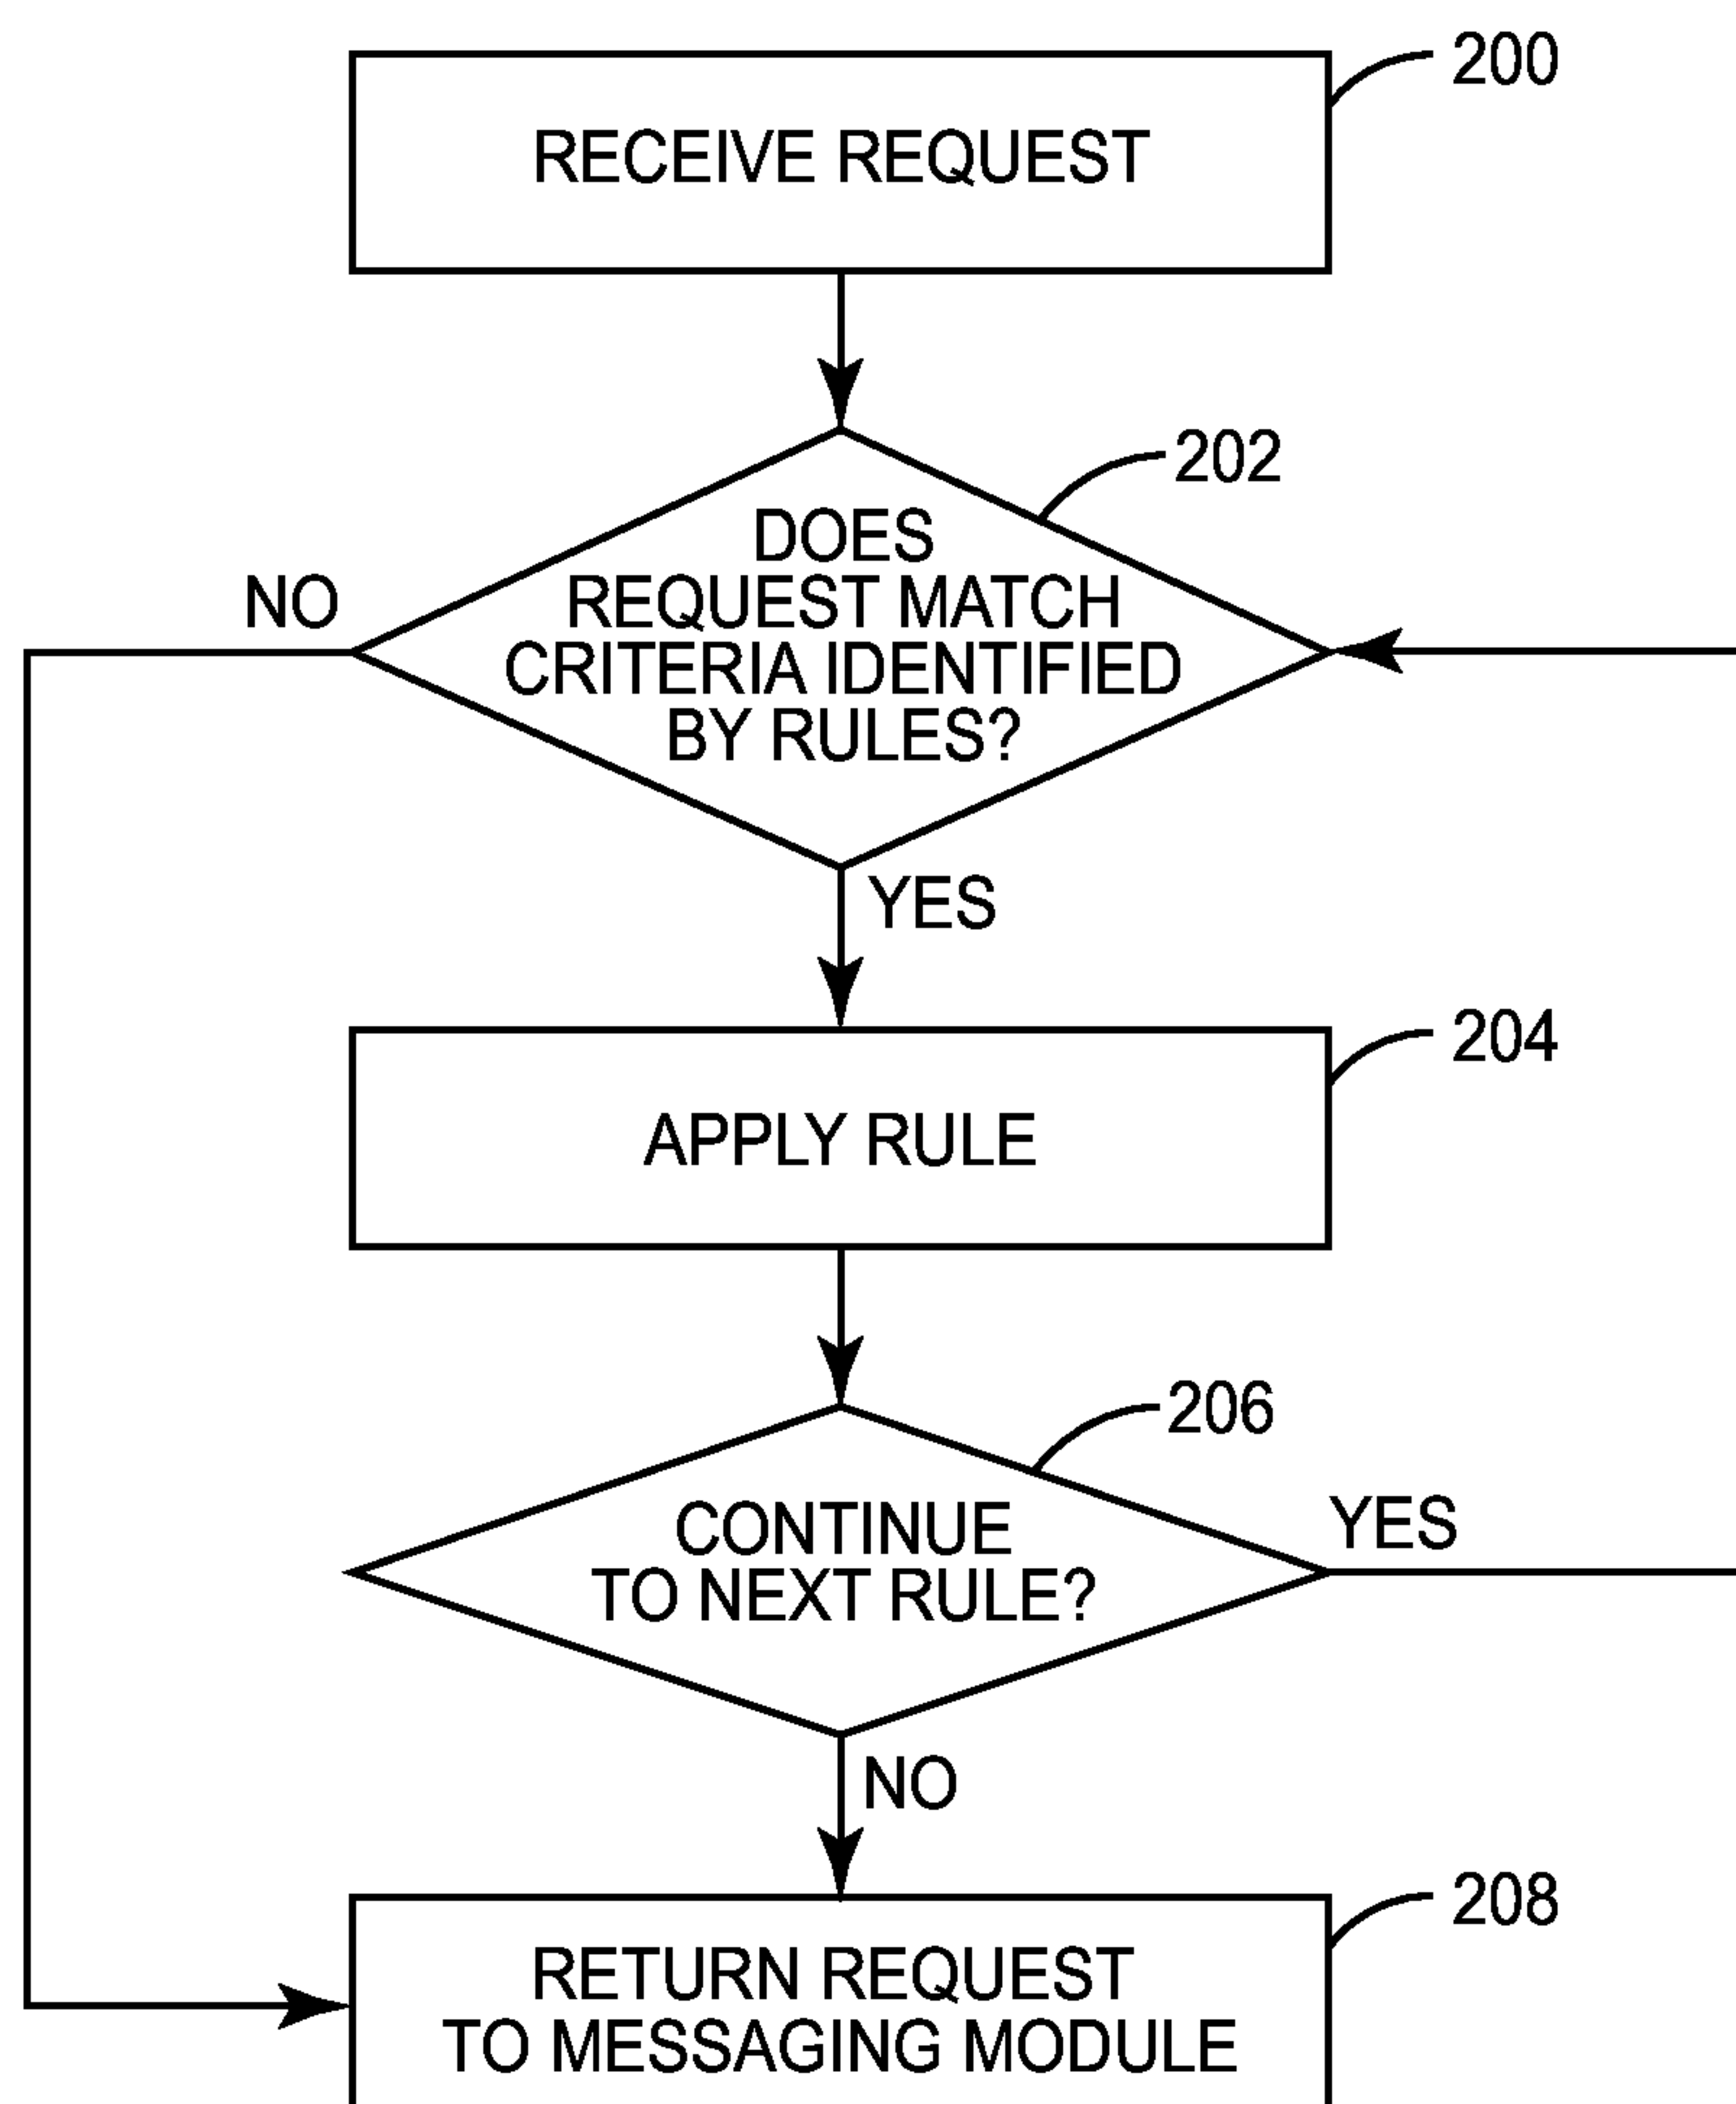 200
RECEIVE REQUEST
202
DOES
REQUEST MATCH
CRITERIA IDENTIFIED
BY RULES?
NO
YES
204
APPLY RULE
206
CONTINUE
TO NEXT RULE?
YES
NO
208
RETURN REQUEST
TO MESSAGING MODULE